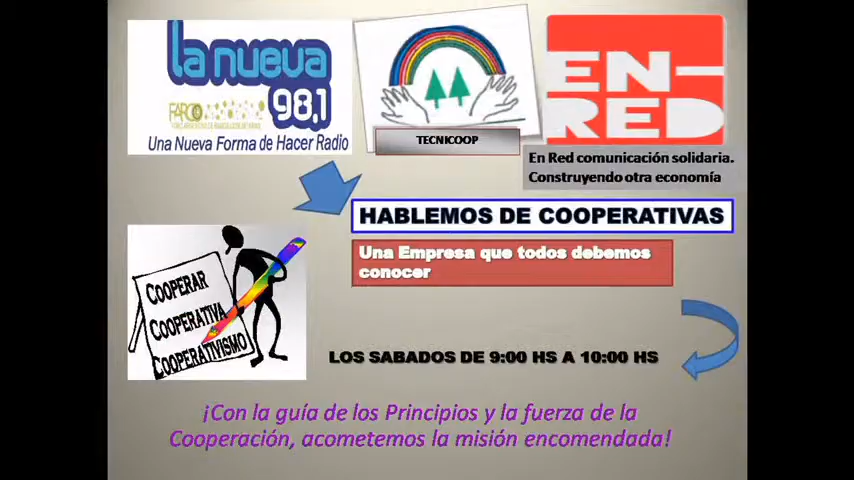 la nueva
98,1
FARCO
Una Nueva Forma de Hacer Radio
TECNICOOP
EN-
RED
En Red comunicación solidaria.
Construyendo otra economía
HABLEMOS DE COOPERATIVAS
Una Empresa que todos debemos
conocer
COOPERAR
COOPERATIVA
COOPERATIVISMO
LOS SABADOS DE 9:00 HS A 10:00 HS
¡Con la guía de los Principios y la fuerza de la
Cooperación, acometemos la misión encomendada!